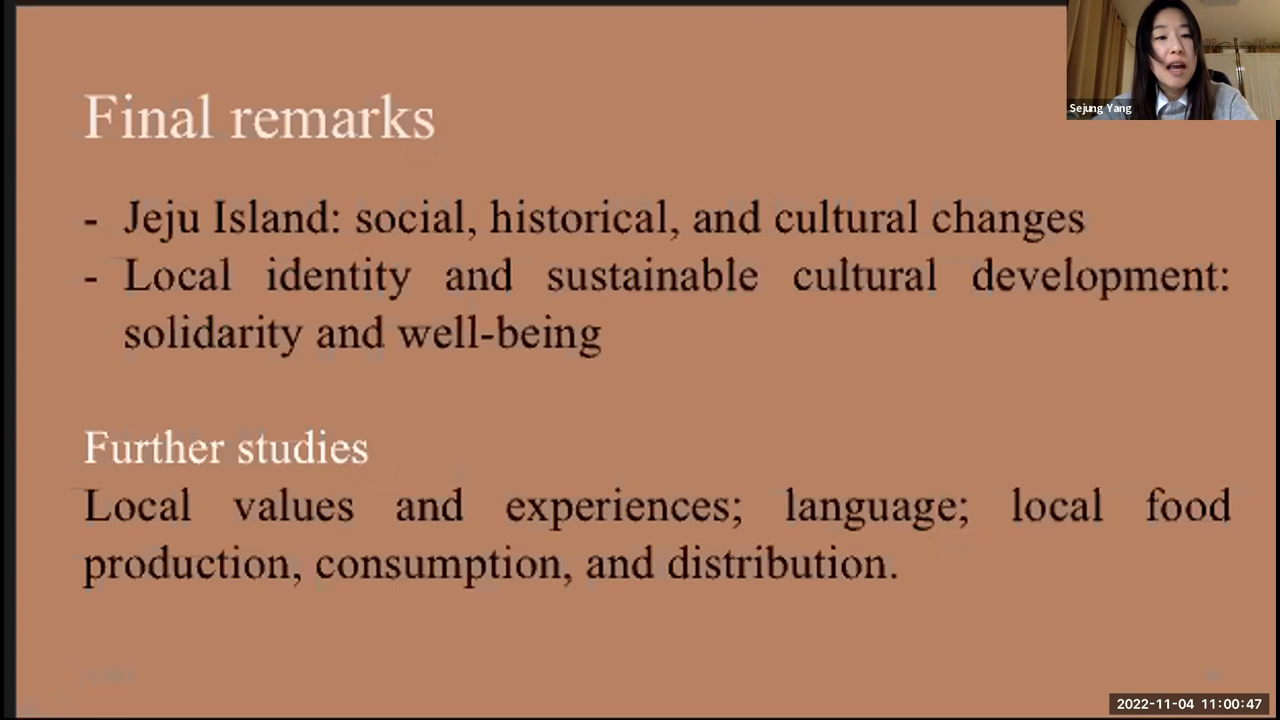 Sejung Yang
Final remarks
- Jeju Island: social, historical, and cultural changes
- Local identity and sustainable cultural development:
solidarity and well-being
Further studies
Local values and experiences; language; local food
production, consumption, and distribution.
2022-11-04 11:00:47